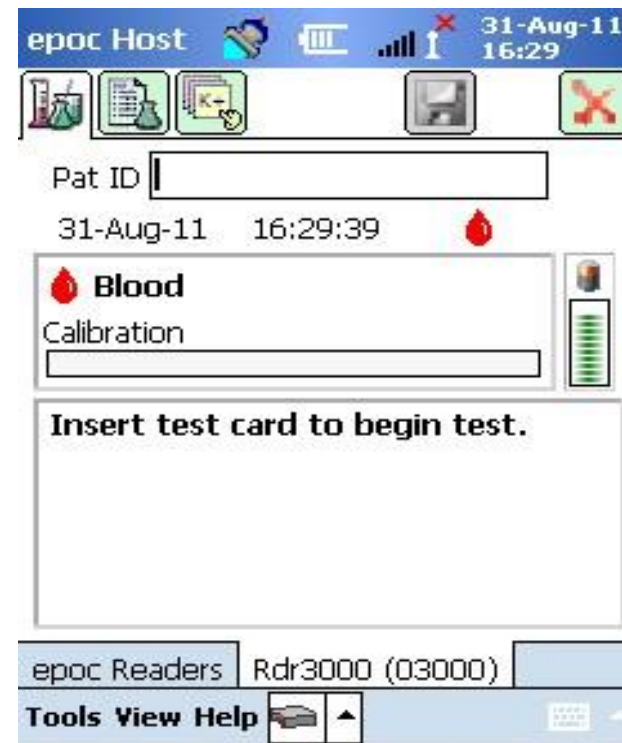 epoc Host 31-Aug-11
16:29
K+
Pat ID
31-Aug-11 16:29:39
Blood
Calibration
Insert test card to begin test.
epoc Readers Rdr3000 (03000)
Tools View Help